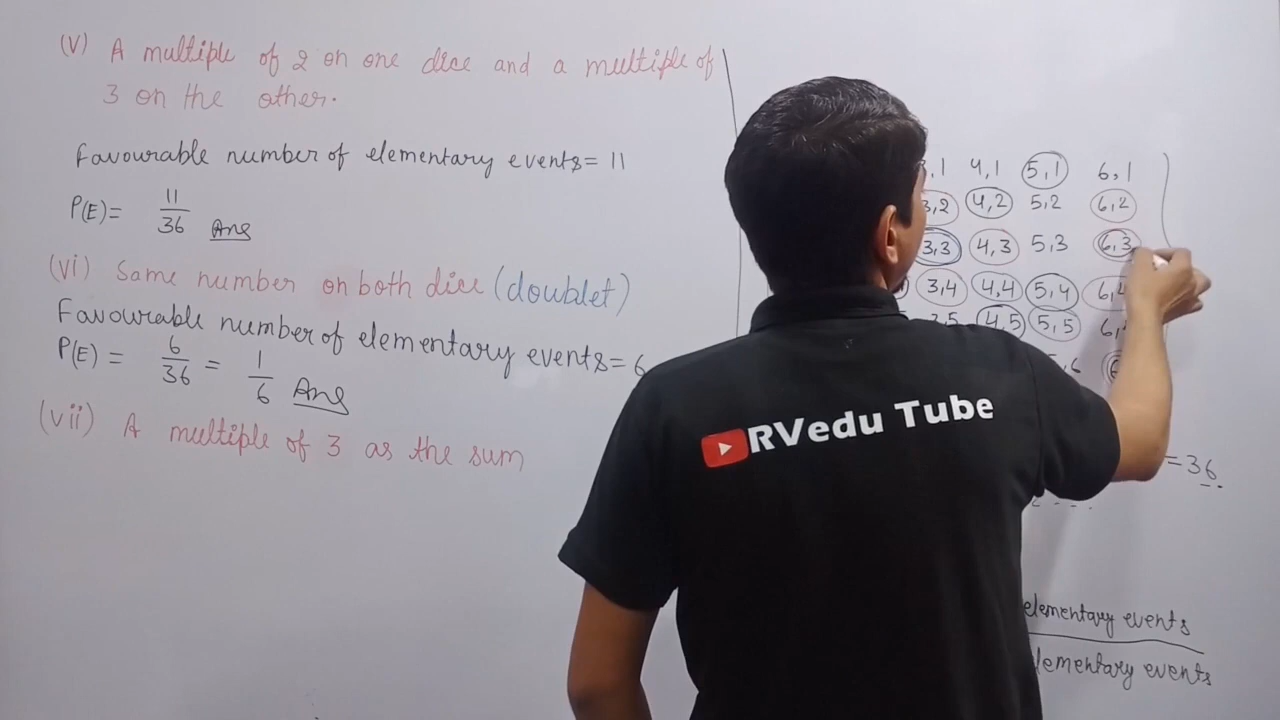 (v) A multiple of 2 on one dice and a multiple of
3 on the other.
Favourable number of elementary events= 11
P(E)= 11/36 Ans
(vi) Same number on both dice (doublet)
Favourable number of elementary events= 6
P(E) = 6/36 = 1/6 Ans
(vii) A multiple of 3 as the sum
3,1 4,1 5,1 6,1
3,2 4,2 5,2 6,2
3,3 4,3 5,3 6,3
3,4 4,4 5,4 6,4
3,5 4,5 5,5
= 36.
RVedu Tube
elementary events
elementary events